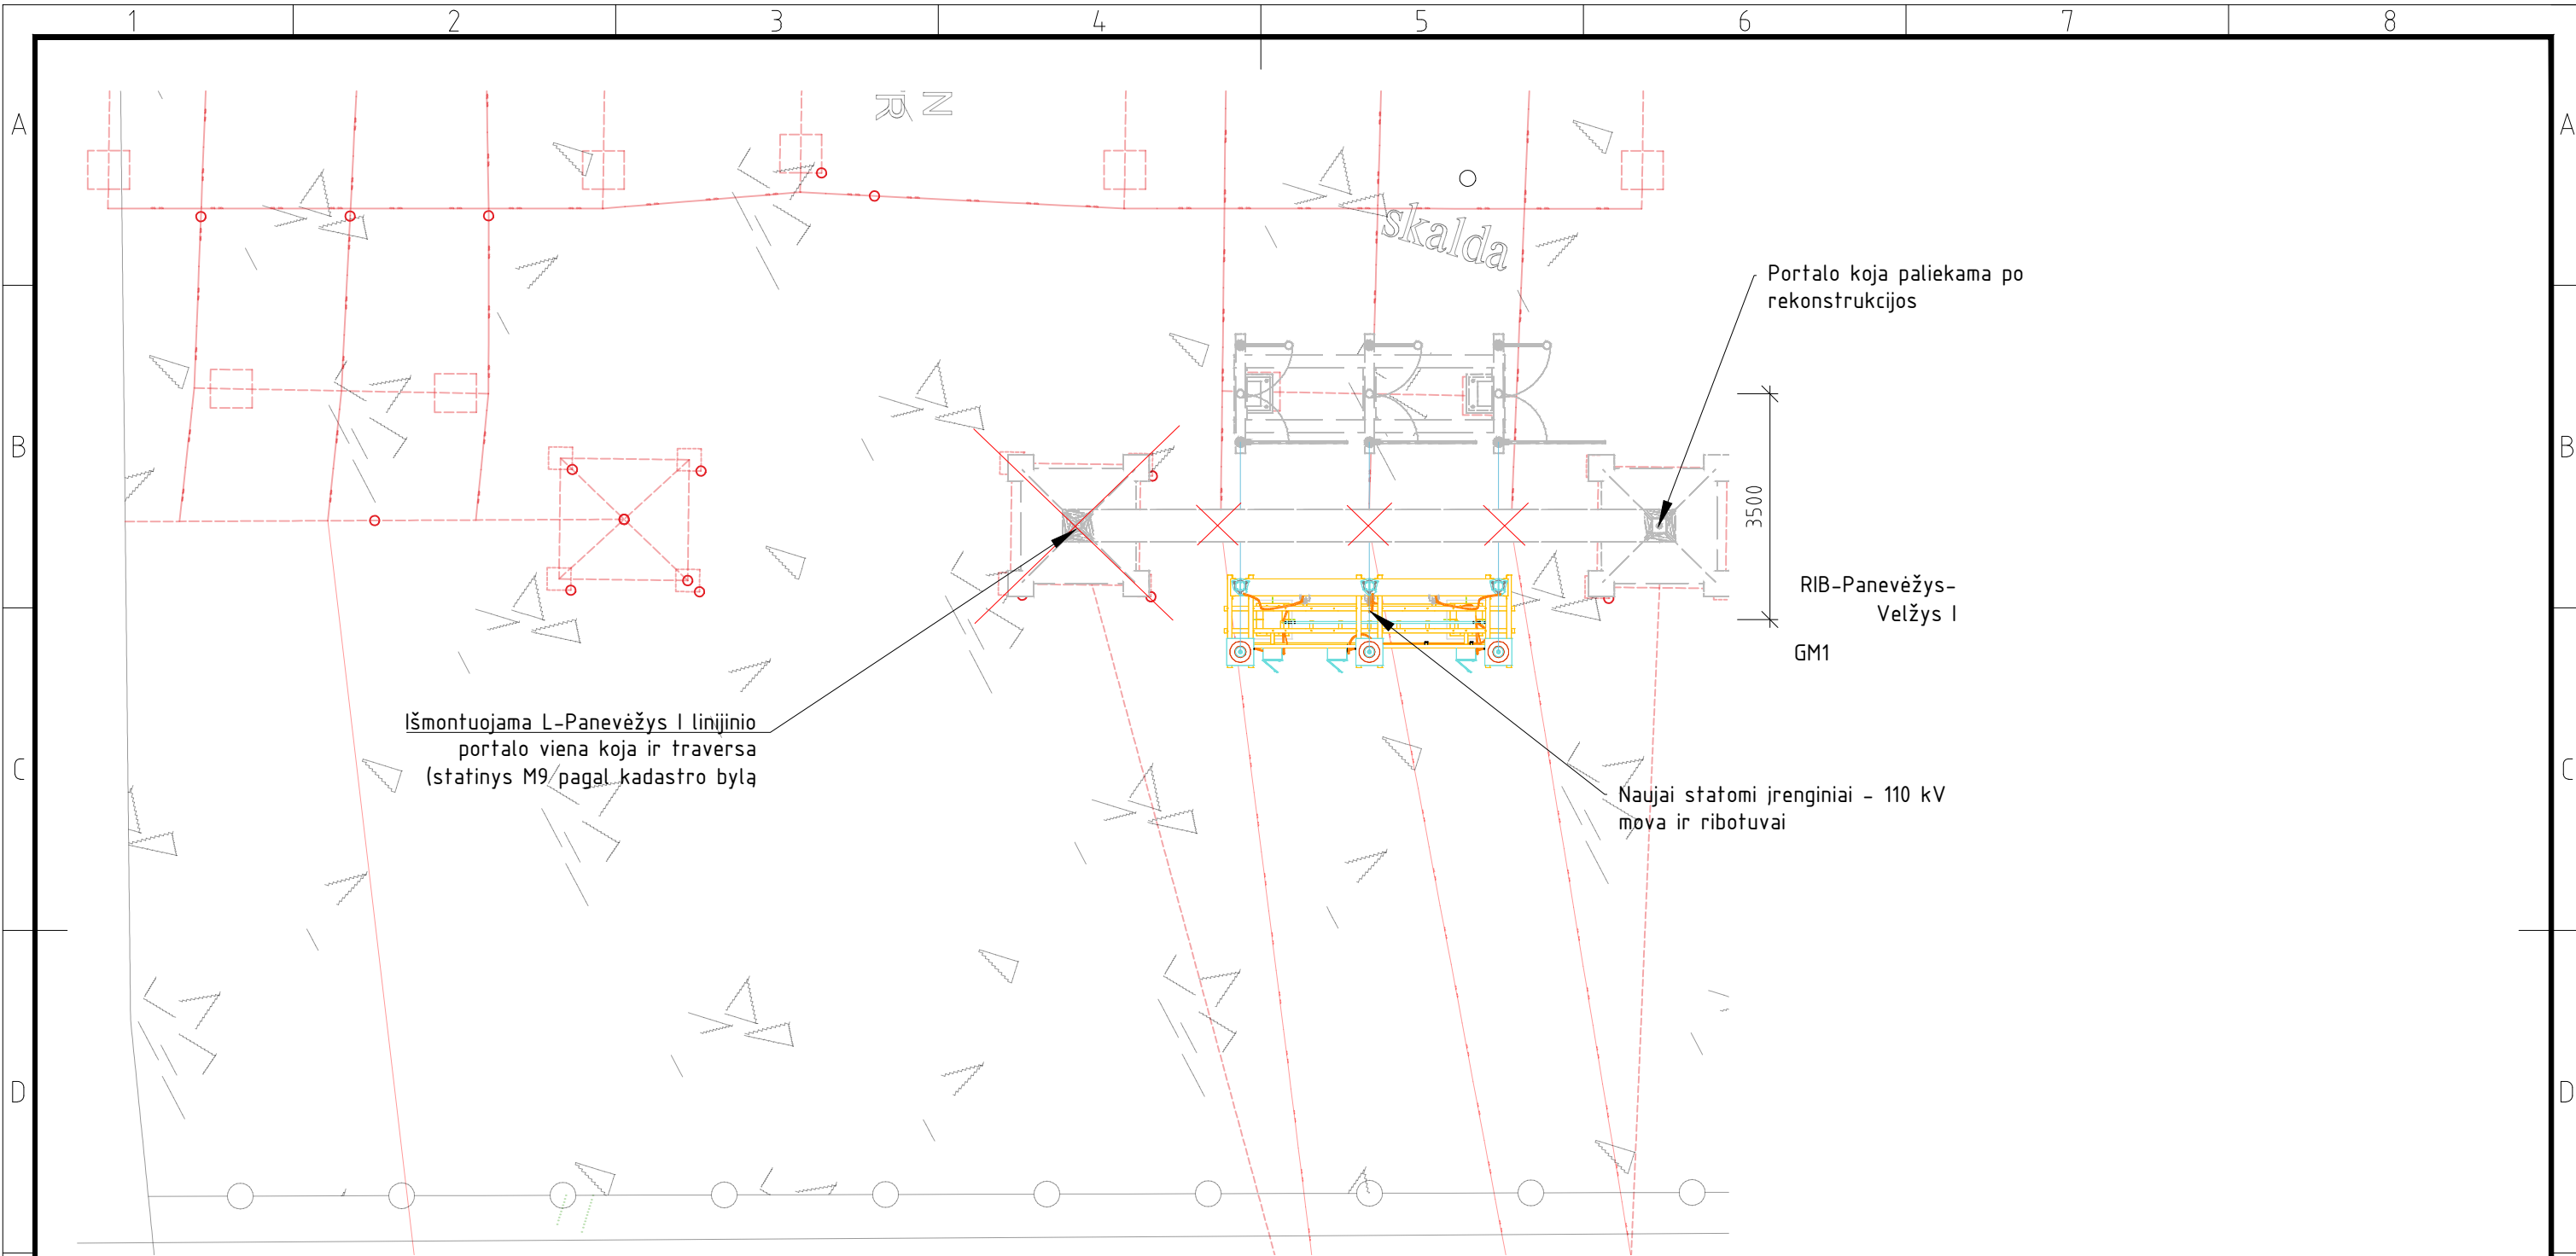 1 2 3 4 5 6 7 8
A A
N
R
skalda
Portalo koja paliekama po
rekonstrukcijos
B B
3500
RIB-Panevėžys-
Velžys I
GM1
Išmontuojama L-Panevėžys I linijinio
portalo viena koja ir traversa
(statinys M9 pagal kadastro bylą
C C
Naujai statomi įrenginiai - 110 kV
mova ir ribotuvai
D D